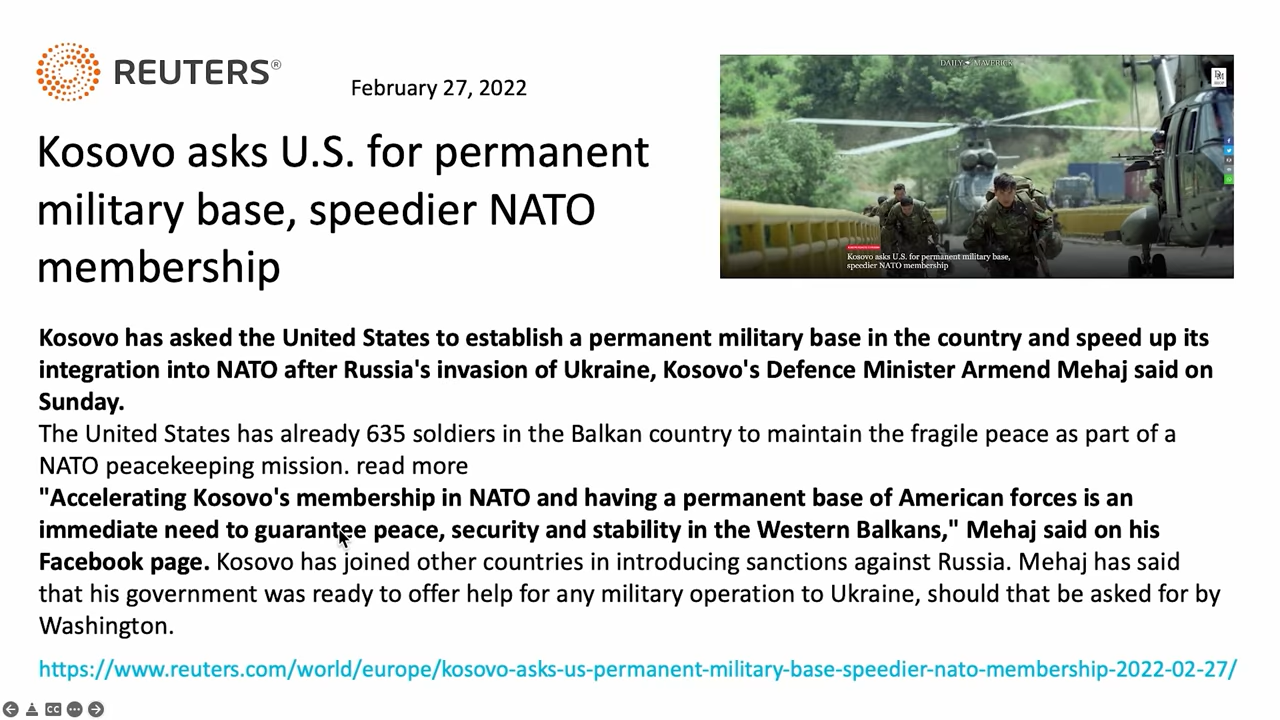 REUTERS®
February 27, 2022
Kosovo asks U.S. for permanent
military base, speedier NATO
membership
DAILY MAVERICK
DM
Kosovo asks U.S. for permanent military base,
speedier NATO membership
Kosovo has asked the United States to establish a permanent military base in the country and speed up its
integration into NATO after Russia's invasion of Ukraine, Kosovo's Defence Minister Armend Mehaj said on
Sunday.
The United States has already 635 soldiers in the Balkan country to maintain the fragile peace as part of a
NATO peacekeeping mission. read more
"Accelerating Kosovo's membership in NATO and having a permanent base of American forces is an
immediate need to guarantee peace, security and stability in the Western Balkans," Mehaj said on his
Facebook page. Kosovo has joined other countries in introducing sanctions against Russia. Mehaj has said
that his government was ready to offer help for any military operation to Ukraine, should that be asked for by
Washington.
https://www.reuters.com/world/europe/kosovo-asks-us-permanent-military-base-speedier-nato-membership-2022-02-27/
CC